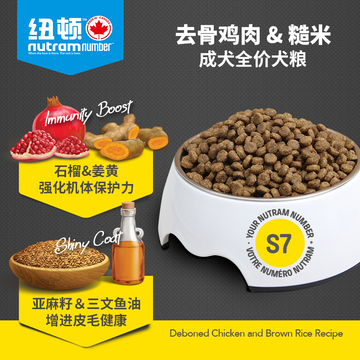 纽顿
nutram number
去骨鸡肉 & 糙米
成犬全价犬粮
Immunity Boost
石榴&姜黄
强化机体保护力
Shiny Coat
亚麻籽&三文鱼油
增进皮毛健康
YOUR NUTRAM NUMBER
S7
VOTRE NUMÉRO NUTRAM
Deboned Chicken and Brown Rice Recipe